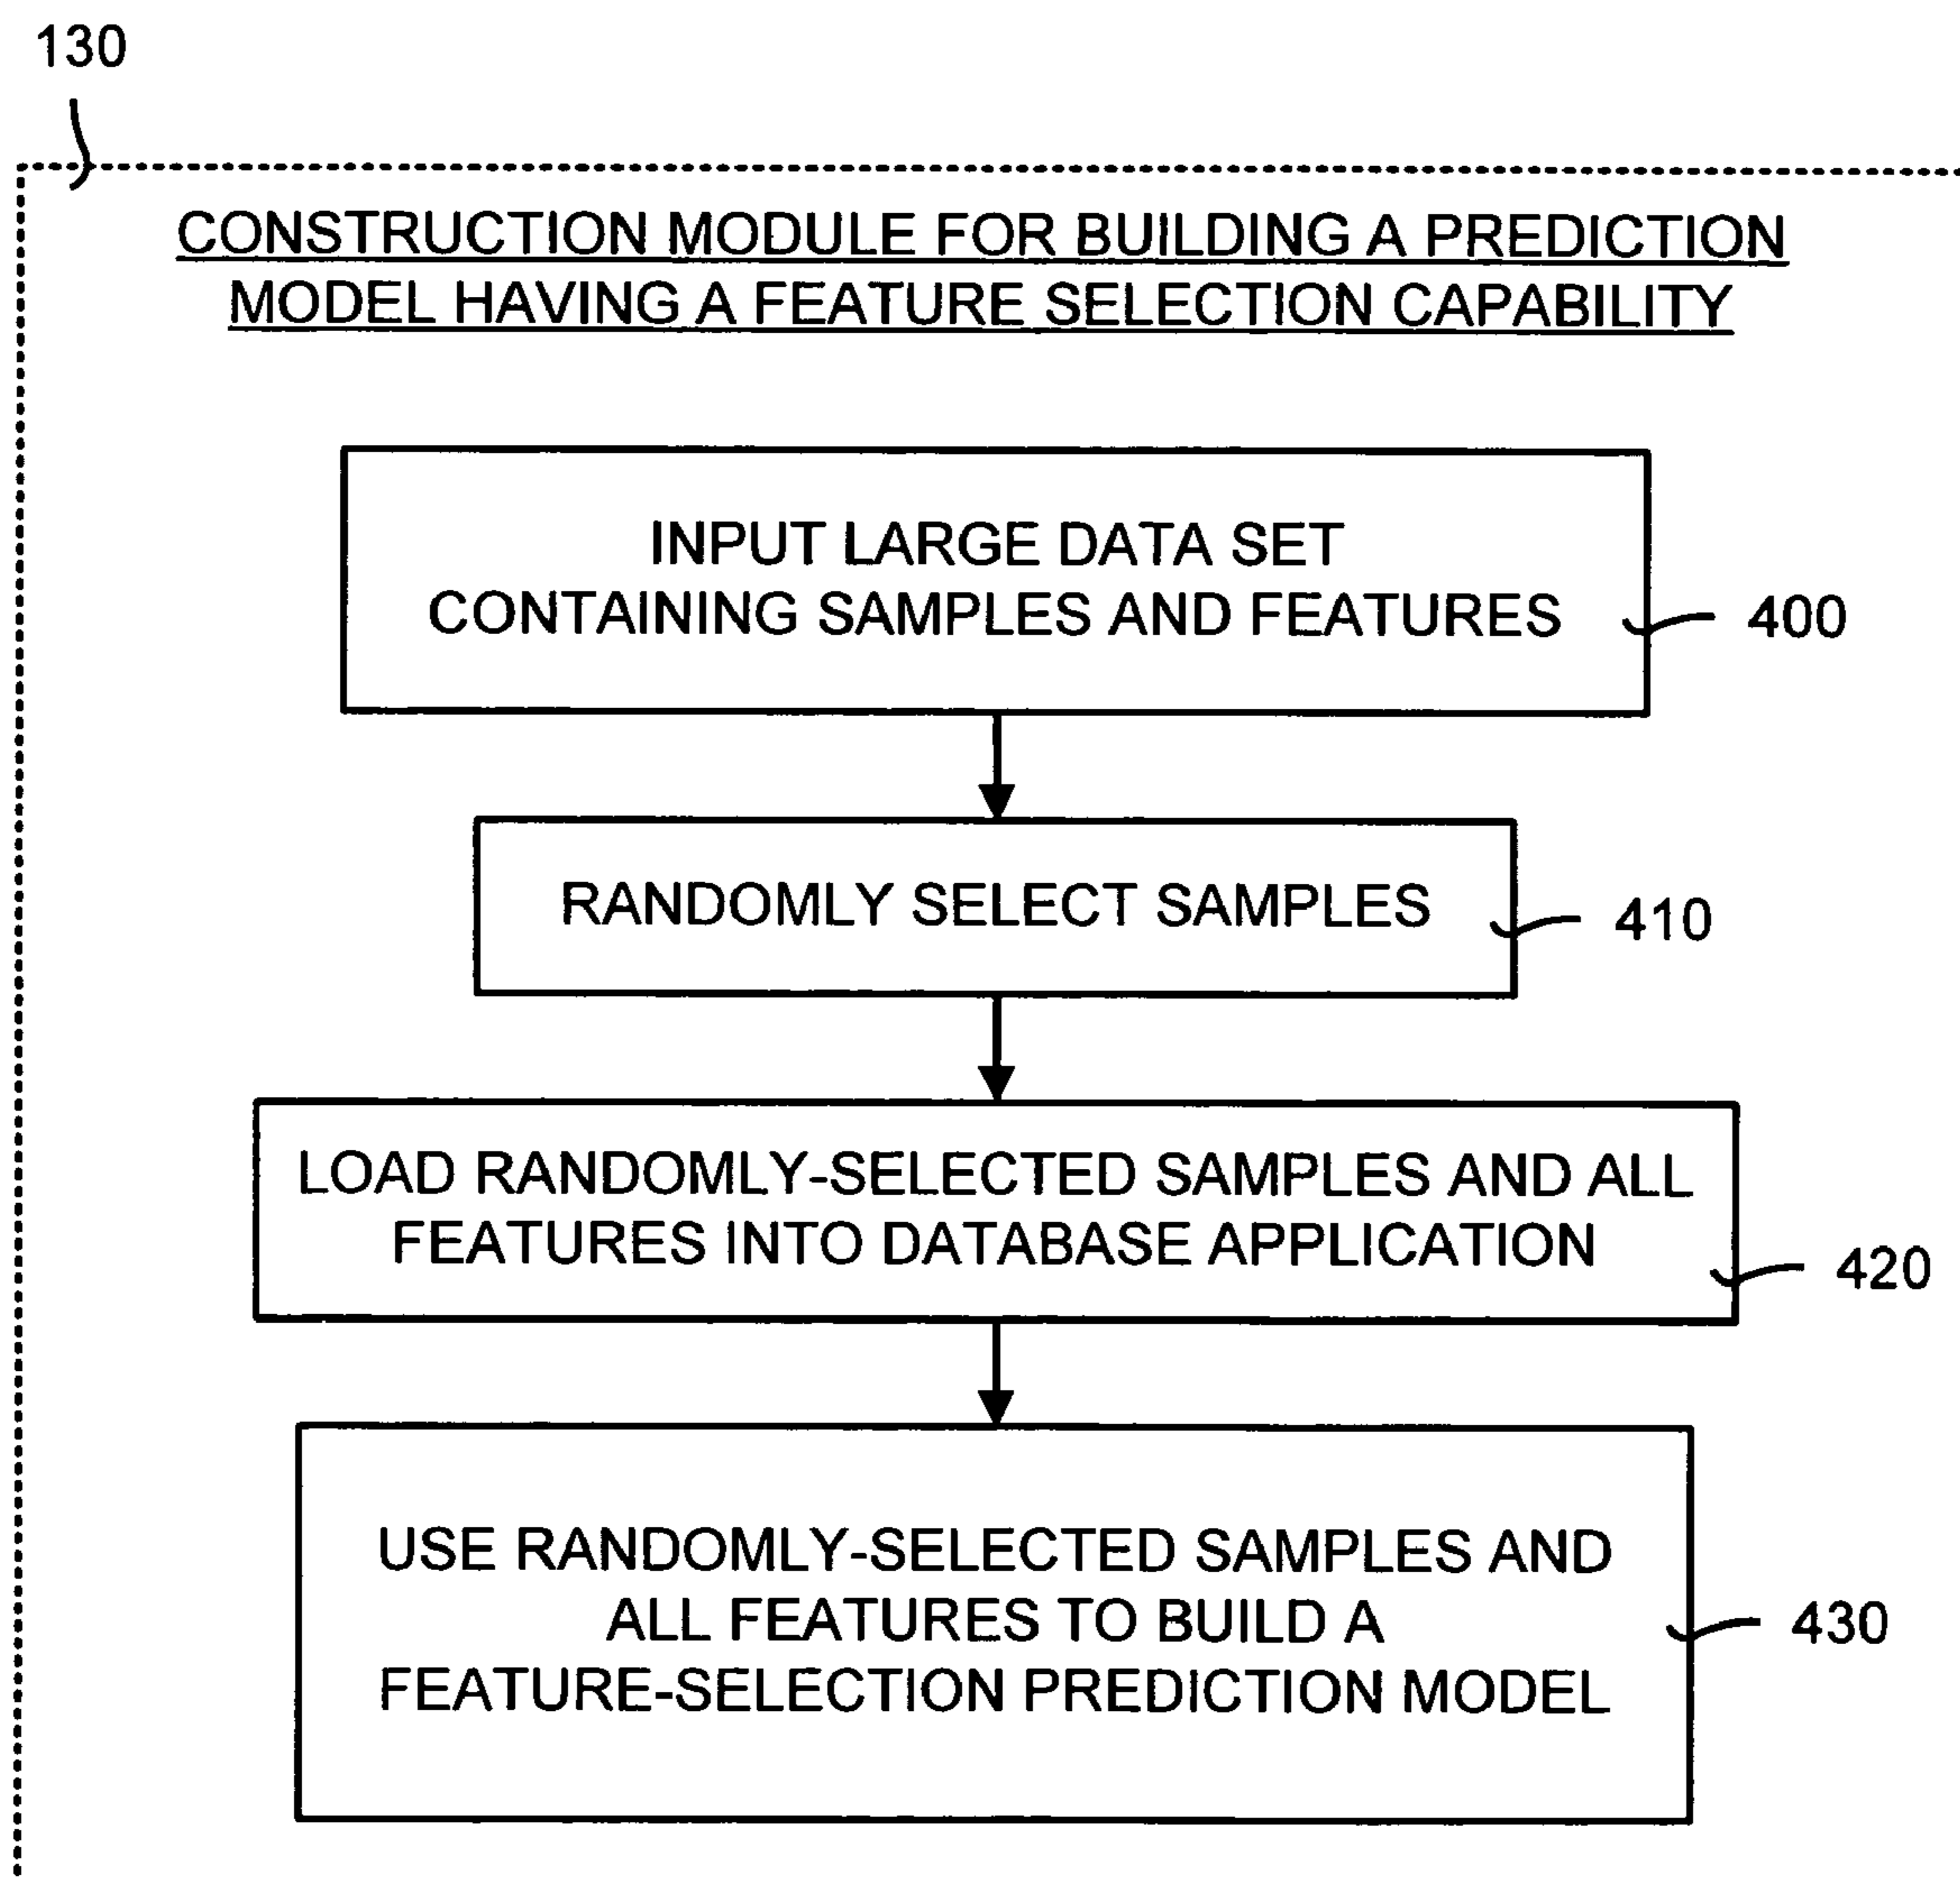 130
CONSTRUCTION MODULE FOR BUILDING A PREDICTION
MODEL HAVING A FEATURE SELECTION CAPABILITY
INPUT LARGE DATA SET
CONTAINING SAMPLES AND FEATURES
400
RANDOMLY SELECT SAMPLES
410
LOAD RANDOMLY-SELECTED SAMPLES AND ALL
FEATURES INTO DATABASE APPLICATION
420
USE RANDOMLY-SELECTED SAMPLES AND
ALL FEATURES TO BUILD A
FEATURE-SELECTION PREDICTION MODEL
430